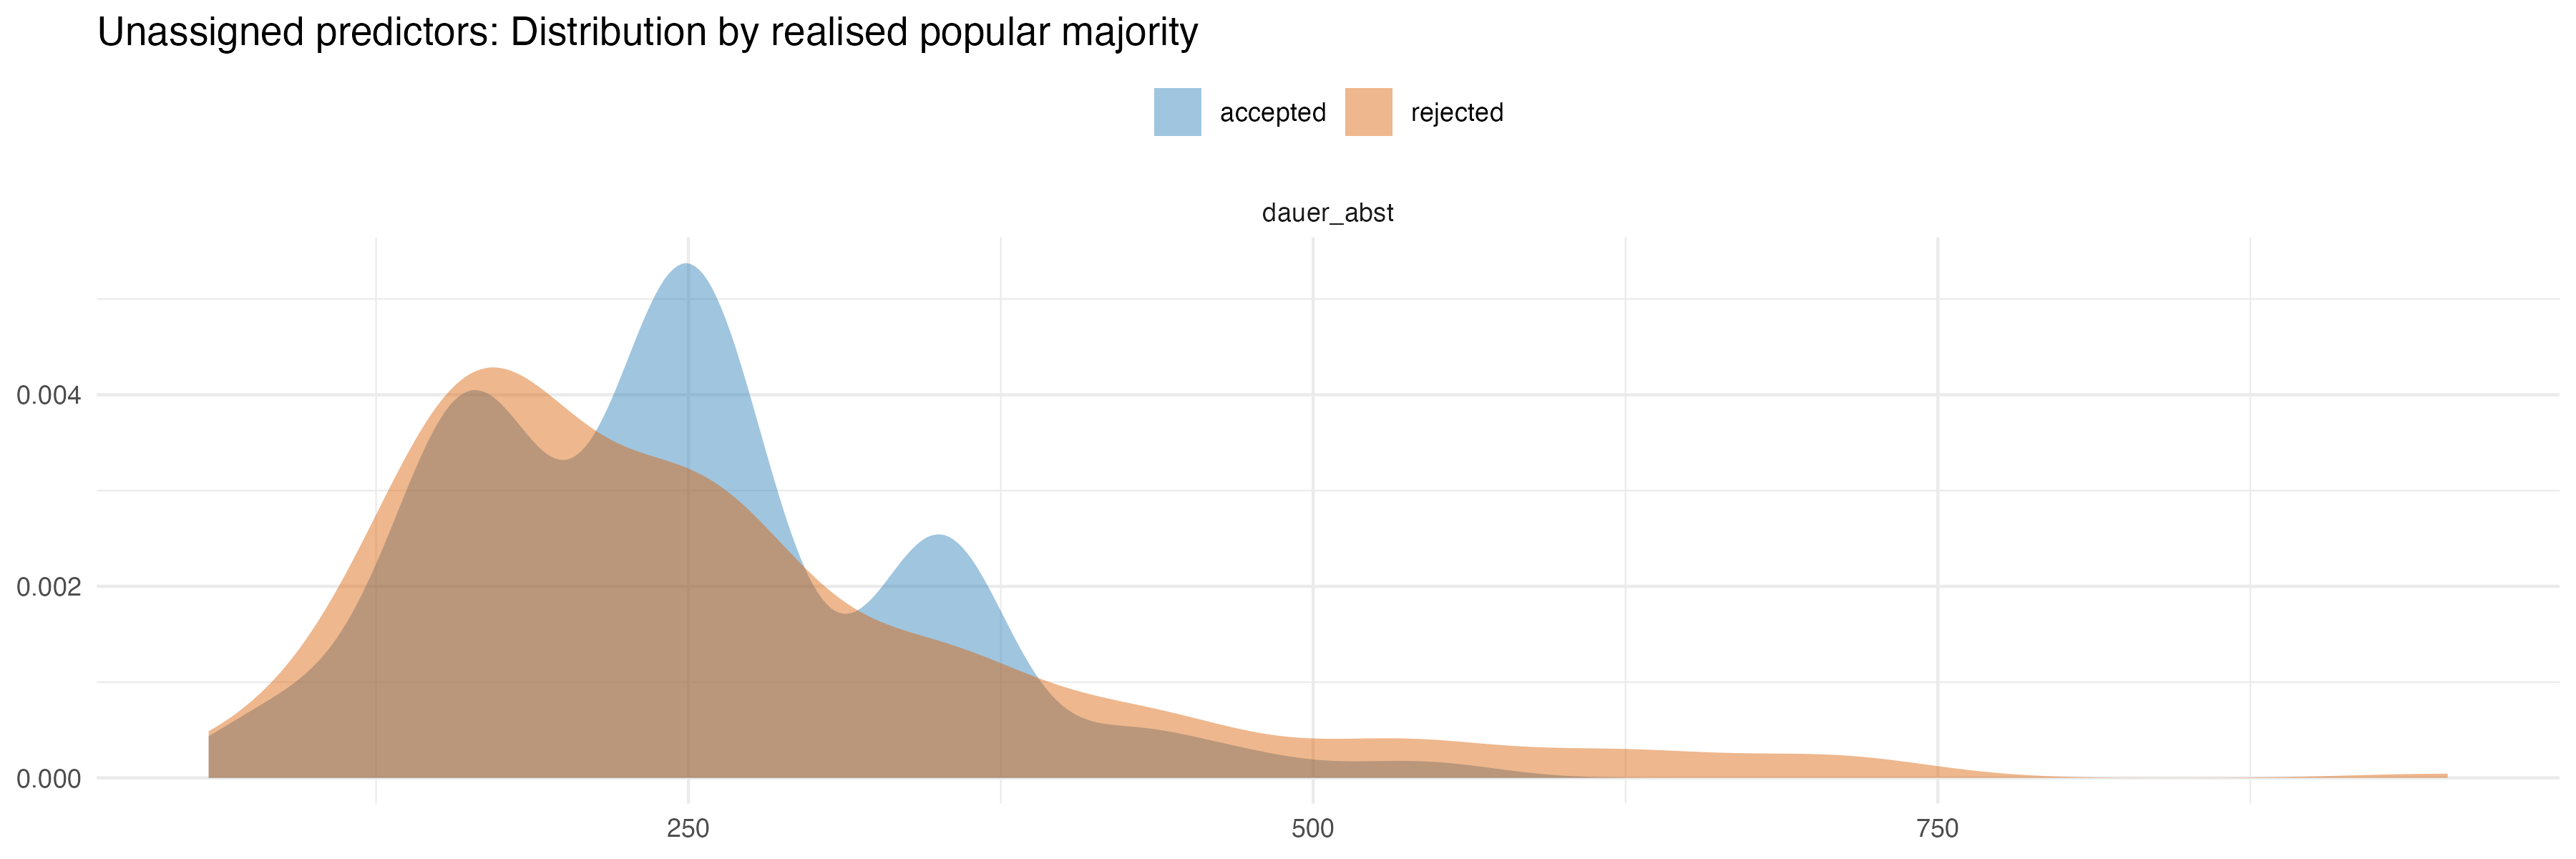 Unassigned predictors: Distribution by realised popular majority
accepted rejected
dauer_abst
0.004
0.002
0.000
250 500 750